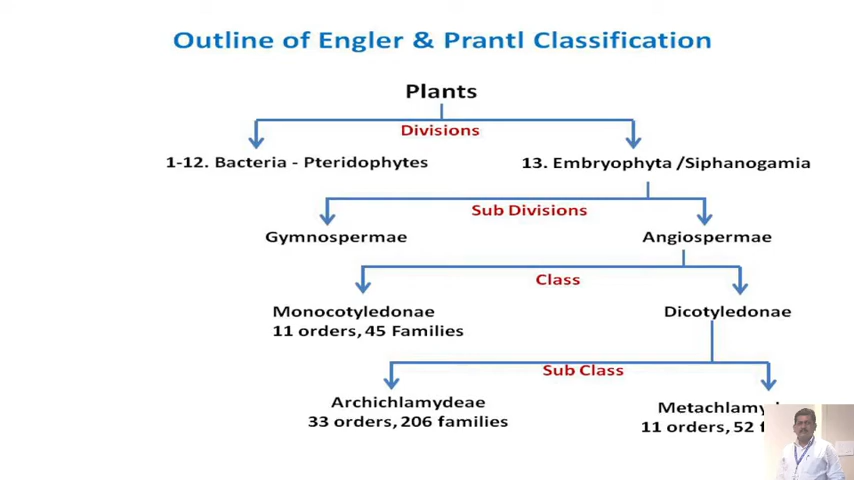 Outline of Engler & Prantl Classification
Plants
Divisions
1-12. Bacteria - Pteridophytes
13. Embryophyta /Siphanogamia
Sub Divisions
Gymnospermae
Angiospermae
Class
Monocotyledonae
11 orders, 45 Families
Dicotyledonae
Sub Class
Archichlamydeae
33 orders, 206 families
11 orders, 52